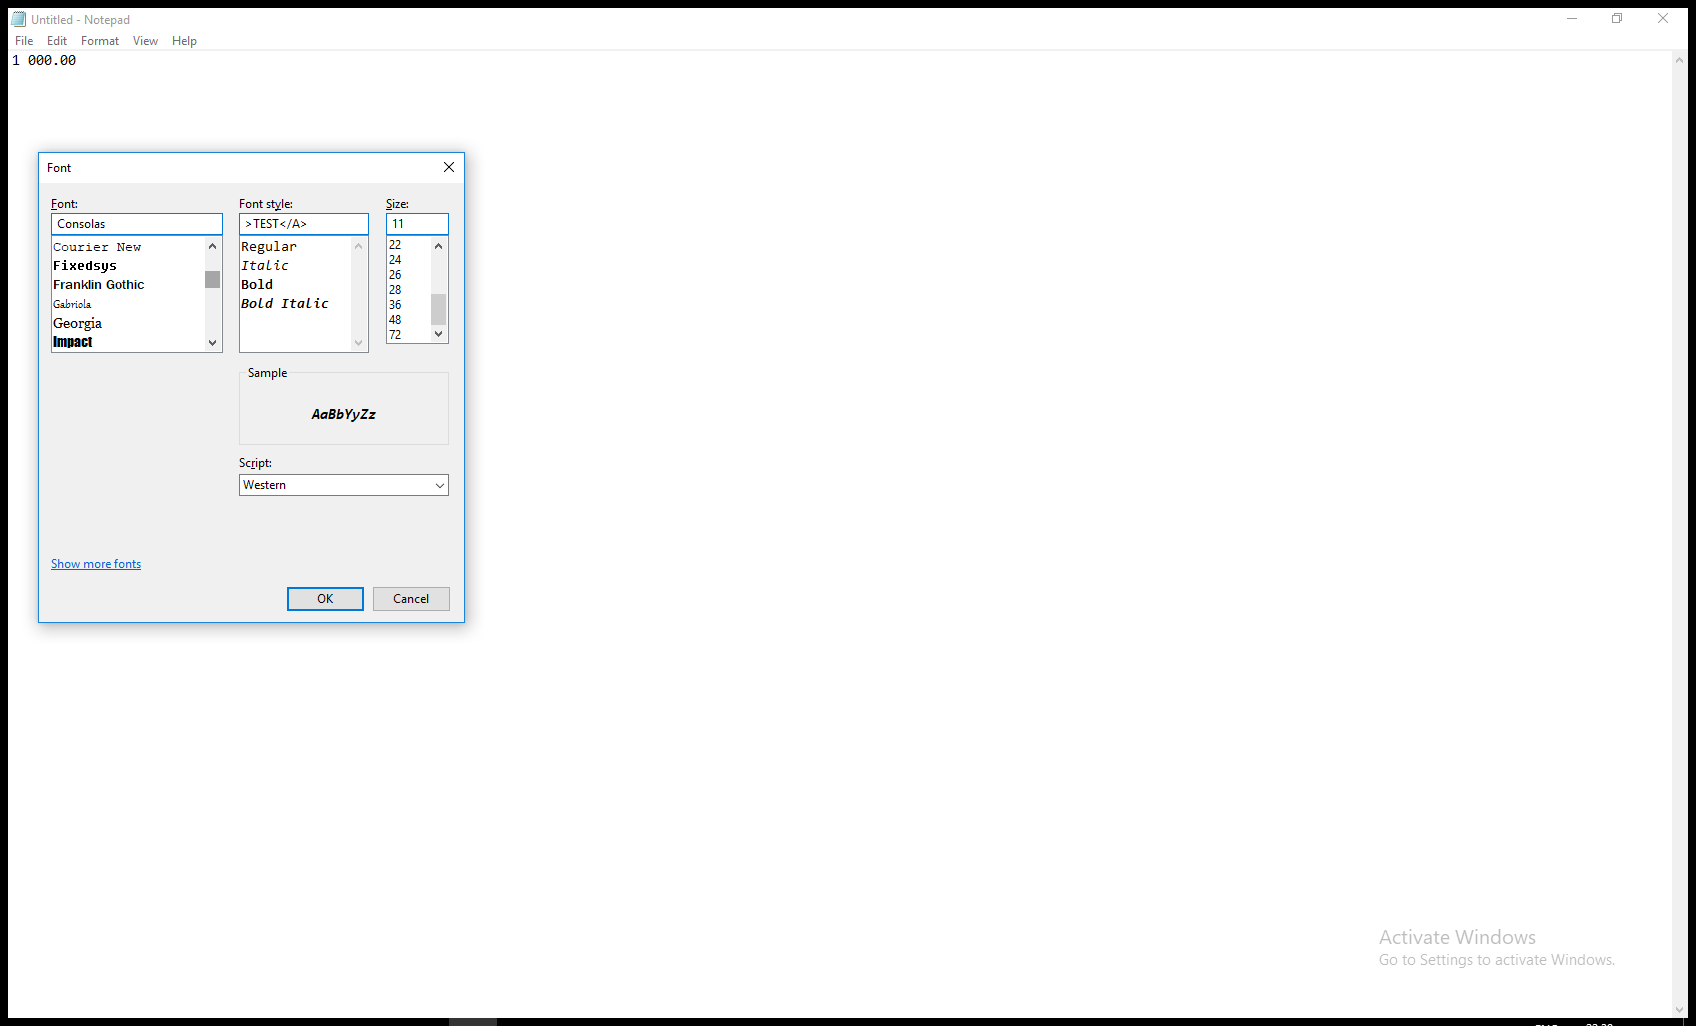 Untitled - Notepad
File Edit Format View Help
1 000.00
Font
Font: Font style: Size:
Consolas >TEST</A> 11
Courier New
Fixedsys
Franklin Gothic
Gabriola
Georgia
Impact
Regular
Italic
Bold
Bold Italic
22
24
26
28
36
48
72
Sample
AaBbYyZz
Script:
Western
Show more fonts
OK Cancel
Activate Windows
Go to Settings to activate Windows.